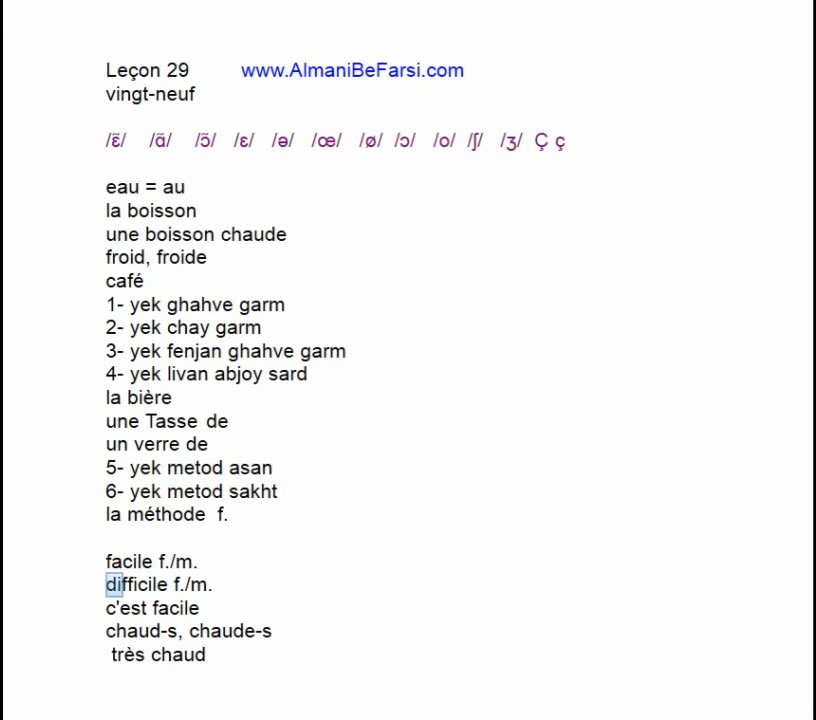 Leçon 29 www.AlmaniBeFarsi.com
vingt-neuf
/ɛ̃/ /ɑ̃/ /ɔ̃/ /ɛ/ /ə/ /œ/ /ø/ /ɔ/ /o/ /ʃ/ /ʒ/ Ç ç
eau = au
la boisson
une boisson chaude
froid, froide
café
1- yek ghahve garm
2- yek chay garm
3- yek fenjan ghahve garm
4- yek livan abjoy sard
la bière
une Tasse de
un verre de
5- yek metod asan
6- yek metod sakht
la méthode f.
facile f./m.
difficile f./m.
c'est facile
chaud-s, chaude-s
très chaud